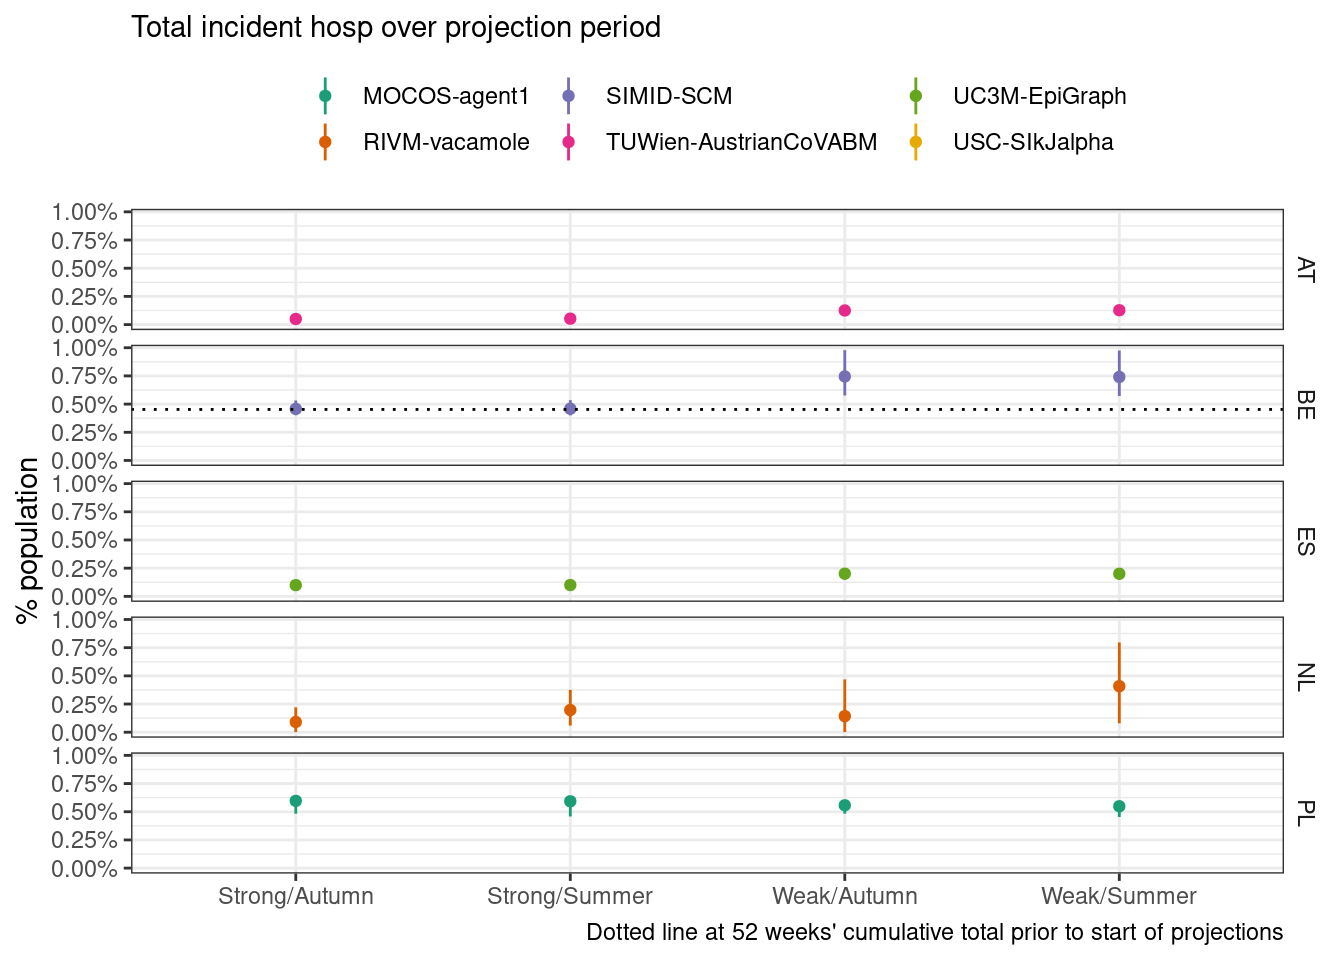 Total incident hosp over projection period
MOCOS-agent1 SIMID-SCM UC3M-EpiGraph
RIVM-vacamole TUWien-AustrianCoVABM USC-SIkJalpha
% population
1.00%
0.75%
0.50%
0.25%
0.00%
AT
1.00%
0.75%
0.50%
0.25%
0.00%
BE
1.00%
0.75%
0.50%
0.25%
0.00%
ES
1.00%
0.75%
0.50%
0.25%
0.00%
NL
1.00%
0.75%
0.50%
0.25%
0.00%
PL
Strong/Autumn Strong/Summer Weak/Autumn Weak/Summer
Dotted line at 52 weeks' cumulative total prior to start of projections